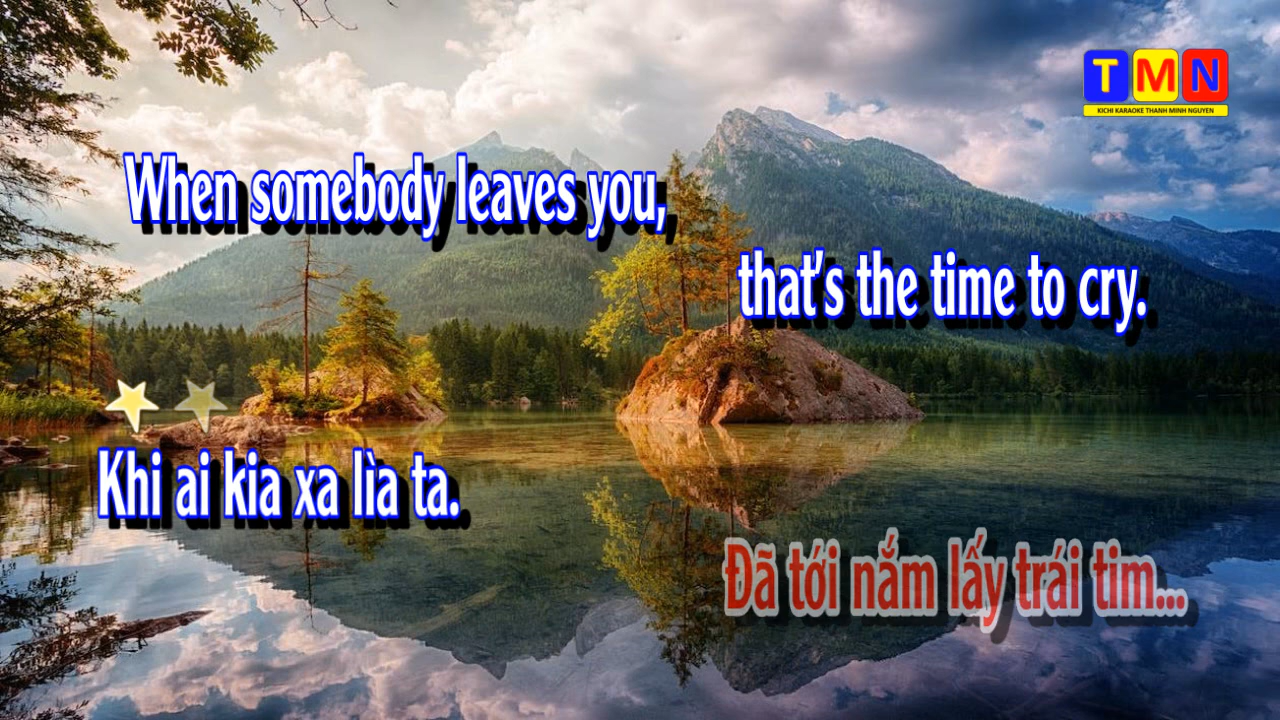 TMN
KICHI KARAOKE THANH MINH NGUYEN
When somebody leaves you,
that's the time to cry.
Khi ai kia xa lìa ta.
Đã tới nắm lấy trái tim...